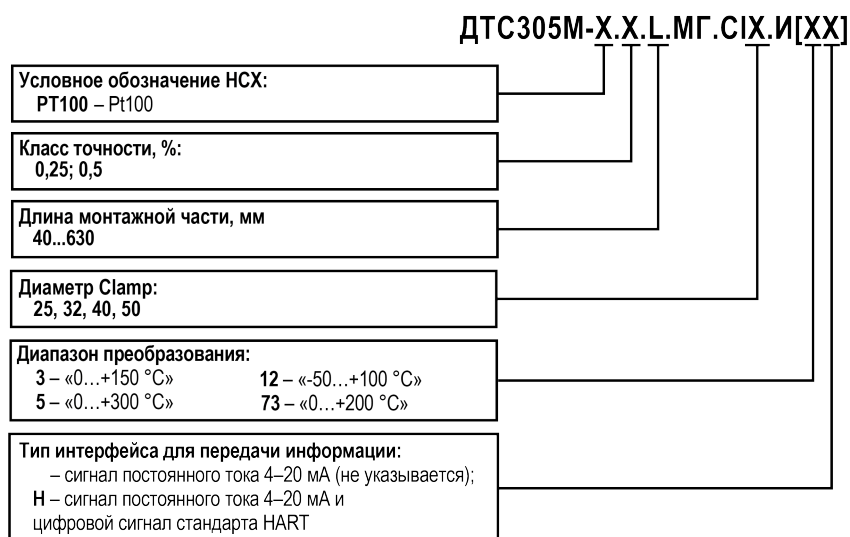 ДТС305М-Х.Х.L.МГ.СIХ.И[ХХ]
Условное обозначение НСХ:
РТ100 – Pt100
Класс точности, %:
0,25; 0,5
Длина монтажной части, мм
40...630
Диаметр Clamp:
25, 32, 40, 50
Диапазон преобразования:
3 – «0…+150 °С» 12 – «-50…+100 °С»
5 – «0…+300 °С» 73 – «0…+200 °С»
Тип интерфейса для передачи информации:
– сигнал постоянного тока 4–20 мА (не указывается);
Н – сигнал постоянного тока 4–20 мА и
цифровой сигнал стандарта HART